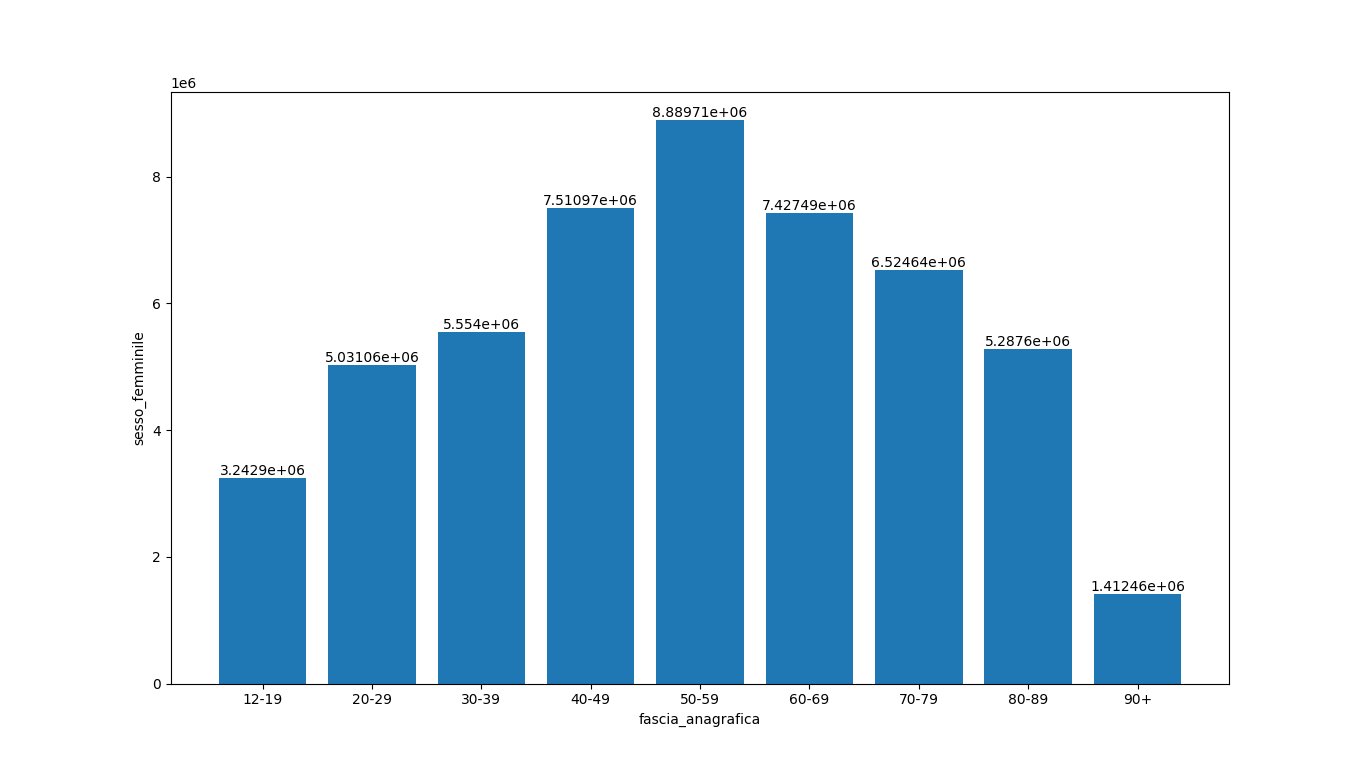 1e6
8.88971e+06
7.51097e+06
7.42749e+06
6.52464e+06
5.554e+06
5.2876e+06
5.03106e+06
3.2429e+06
1.41246e+06
8
6
4
2
0
sesso_femminile
12-19 20-29 30-39 40-49 50-59 60-69 70-79 80-89 90+
fascia_anagrafica